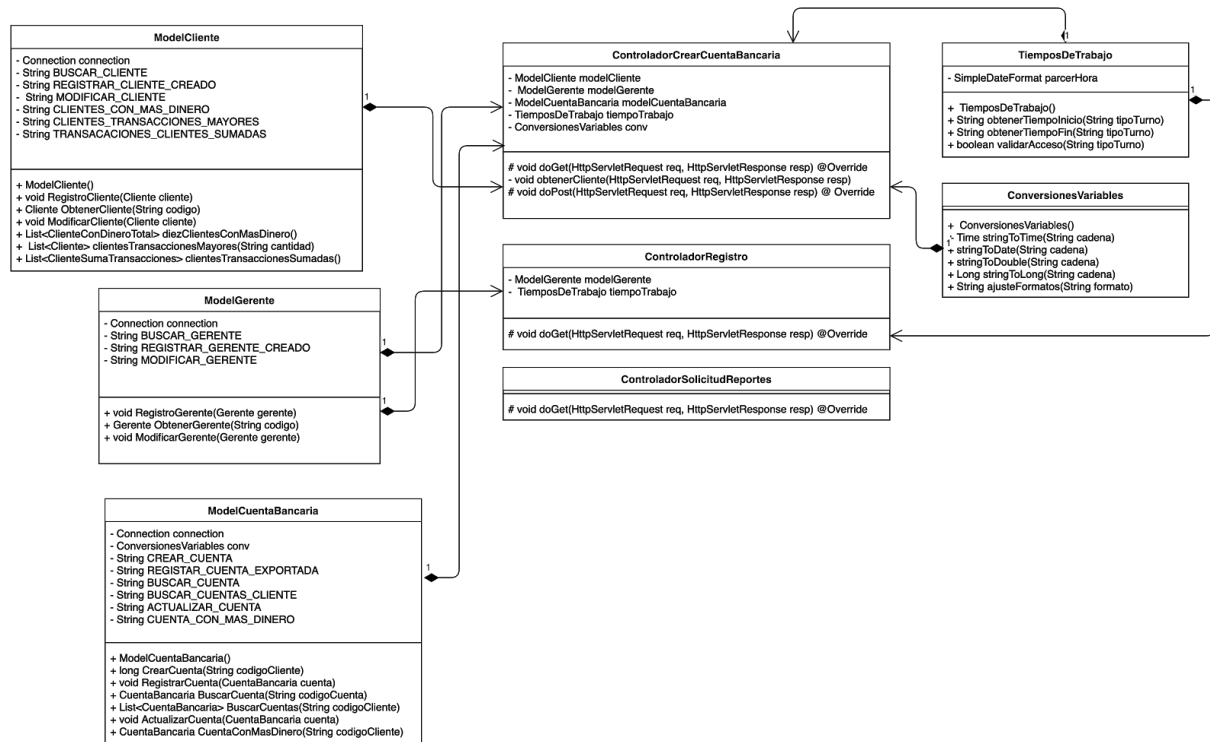 ModelCliente
- Connection connection
- String BUSCAR_CLIENTE
- String REGISTRAR_CLIENTE_CREADO
- String MODIFICAR_CLIENTE
- String CLIENTES_CON_MAS_DINERO
- String CLIENTES_TRANSACCIONES_MAYORES
- String TRANSACACIONES_CLIENTES_SUMADAS
+ ModelCliente()
+ void RegistroCliente(Cliente cliente)
+ Cliente ObtenerCliente(String codigo)
+ void ModificarCliente(Cliente cliente)
+ List<ClienteConDineroTotal> diezClientesConMasDinero()
+ List<Cliente> clientesTransaccionesMayores(String cantidad)
+ List<ClienteSumaTransacciones> clientesTransaccionesSumadas()
1
ModelGerente
- Connection connection
- String BUSCAR_GERENTE
- String REGISTRAR_GERENTE_CREADO
- String MODIFICAR_GERENTE
+ void RegistroGerente(Gerente gerente)
+ Gerente ObtenerGerente(String codigo)
+ void ModificarGerente(Gerente gerente)
1
1
ModelCuentaBancaria
- Connection connection
- ConversionesVariables conv
- String CREAR_CUENTA
- String REGISTAR_CUENTA_EXPORTADA
- String BUSCAR_CUENTA
- String BUSCAR_CUENTAS_CLIENTE
- String ACTUALIZAR_CUENTA
- String CUENTA_CON_MAS_DINERO
+ ModelCuentaBancaria()
+ long CrearCuenta(String codigoCliente)
+ void RegistrarCuenta(CuentaBancaria cuenta)
+ CuentaBancaria BuscarCuenta(String codigoCuenta)
+ List<CuentaBancaria> BuscarCuentas(String codigoCliente)
+ void ActualizarCuenta(CuentaBancaria cuenta)
+ CuentaBancaria CuentaConMasDinero(String codigoCliente)
1
ControladorCrearCuentaBancaria
- ModelCliente modelCliente
- ModelGerente modelGerente
- ModelCuentaBancaria modelCuentaBancaria
- TiemposDeTrabajo tiempoTrabajo
- ConversionesVariables conv
# void doGet(HttpServletRequest req, HttpServletResponse resp) @Override
- void obtenerCliente(HttpServletRequest req, HttpServletResponse resp)
# void doPost(HttpServletRequest req, HttpServletResponse resp) @ Override
ControladorRegistro
- ModelGerente modelGerente
- TiemposDeTrabajo tiempoTrabajo
# void doGet(HttpServletRequest req, HttpServletResponse resp) @Override
ControladorSolicitudReportes
# void doGet(HttpServletRequest req, HttpServletResponse resp) @Override
1
TiemposDeTrabajo
- SimpleDateFormat parcerHora
+ TiemposDeTrabajo()
+ String obtenerTiempoInicio(String tipoTurno)
+ String obtenerTiempoFin(String tipoTurno)
+ boolean validarAcceso(String tipoTurno)
1
ConversionesVariables
+ ConversionesVariables()
- Time stringToTime(String cadena)
+ stringToDate(String cadena)
+ stringToDouble(String cadena)
+ Long stringToLong(String cadena)
+ String ajusteFormatos(String formato)
1